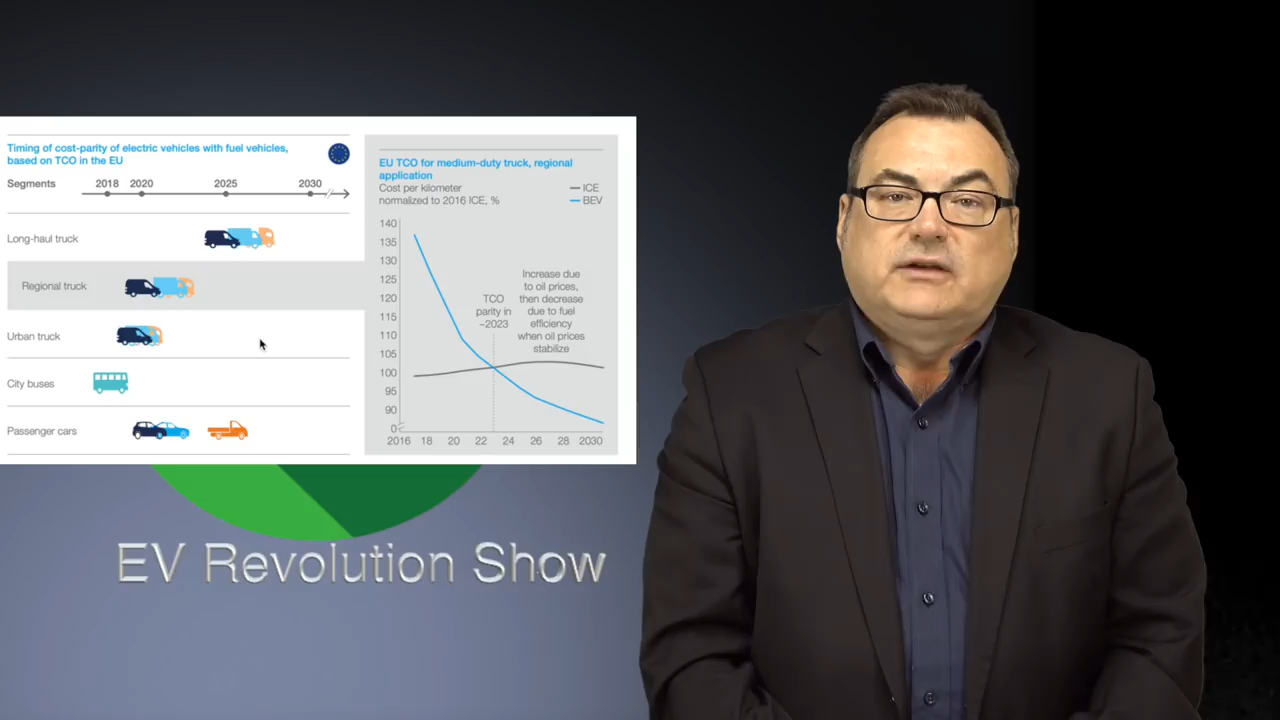 Timing of cost-parity of electric vehicles with fuel vehicles,
based on TCO in the EU
Segments
2018 2020 2025 2030
Long-haul truck
Regional truck
Urban truck
City buses
Passenger cars
EU TCO for medium-duty truck, regional
application
Cost per kilometer
normalized to 2016 ICE, %
ICE
BEV
140
135
130
125
120
115
110
105
100
95
90
0
TCO
parity in
~2023
Increase due
to oil prices,
then decrease
due to fuel
efficiency
when oil prices
stabilize
2016 18 20 22 24 26 28 2030
EV Revolution Show